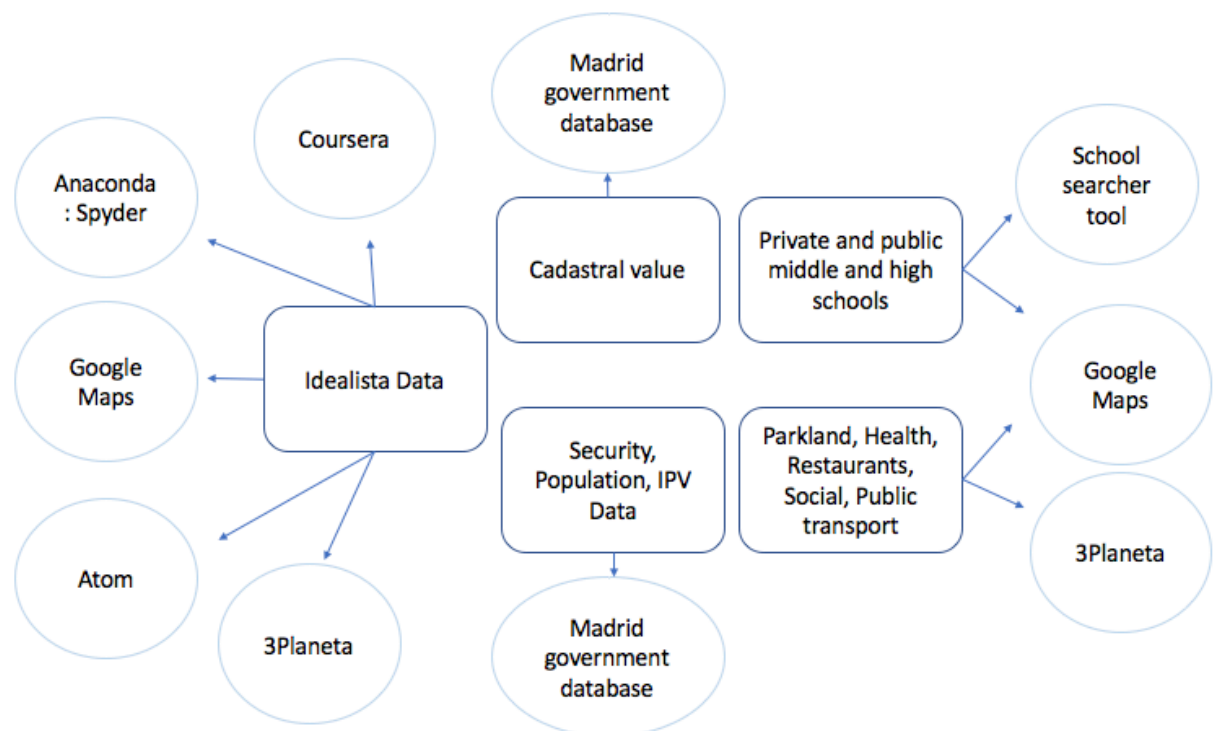 Madrid
government
database
Coursera
Anaconda
: Spyder
School
searcher
tool
Cadastral value
Private and public
middle and high
schools
Google
Maps
Idealista Data
Google
Maps
Security,
Population, IPV
Data
Parkland, Health,
Restaurants,
Social, Public
transport
Atom
3Planeta
Madrid
government
database
3Planeta